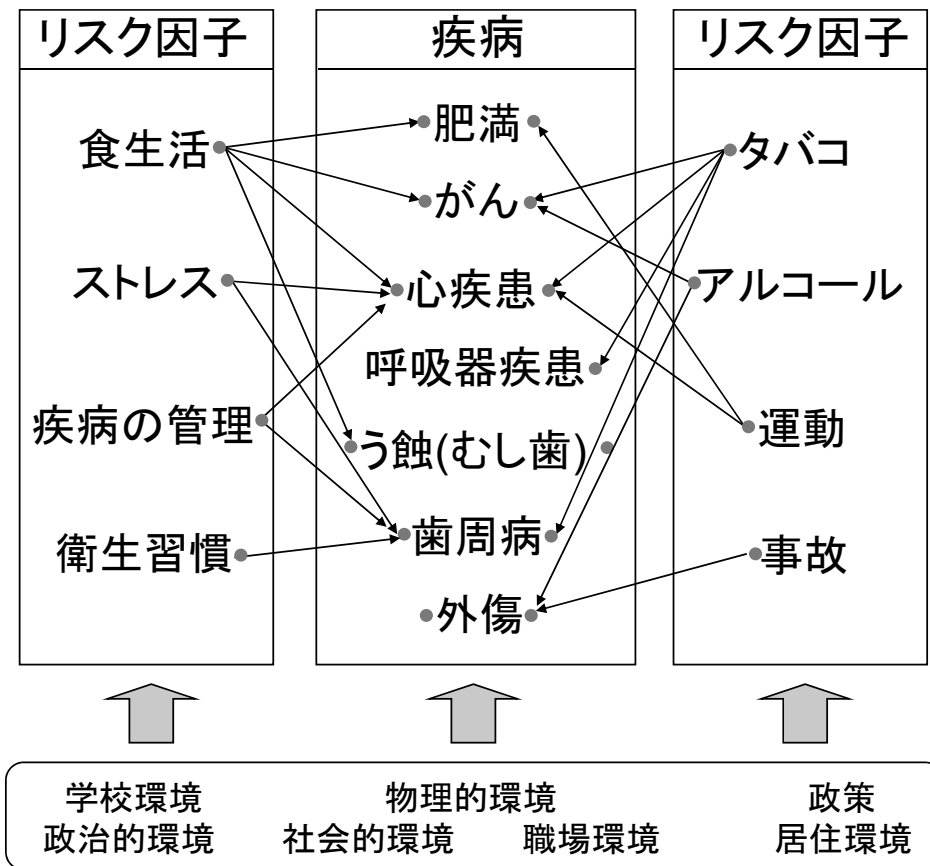 リスク因子
疾病
リスク因子
食生活
ストレス
疾病の管理
衛生習慣
肥満
がん
心疾患
呼吸器疾患
う蝕(むし歯)
歯周病
外傷
タバコ
アルコール
運動
事故
学校環境 物理的環境 政策
政治的環境 社会的環境 職場環境 居住環境